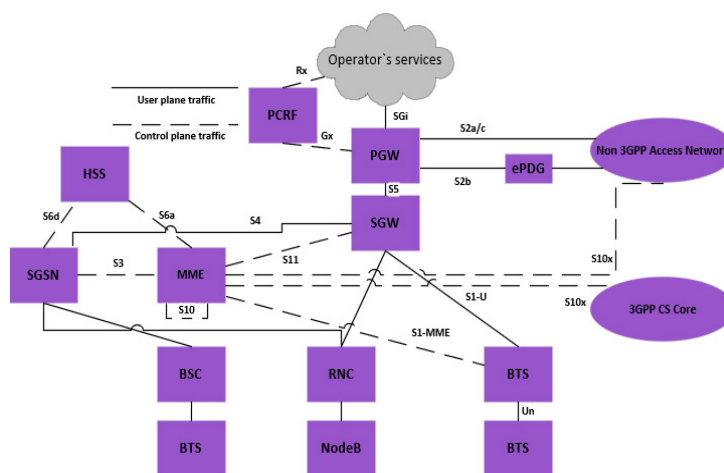 Operator`s services
Rx
User plane traffic
PCRF
SGi
Control plane traffic
Gx
S2a/c
PGW
Non 3GPP Access Network
HSS
ePDG
S2b
S5
S6d
S6a
S4
SGW
SGSN
S3
MME
S11
S10x
S10
S1-U
S10x
3GPP CS Core
S1-MME
BSC
RNC
BTS
Un
BTS
NodeB
BTS